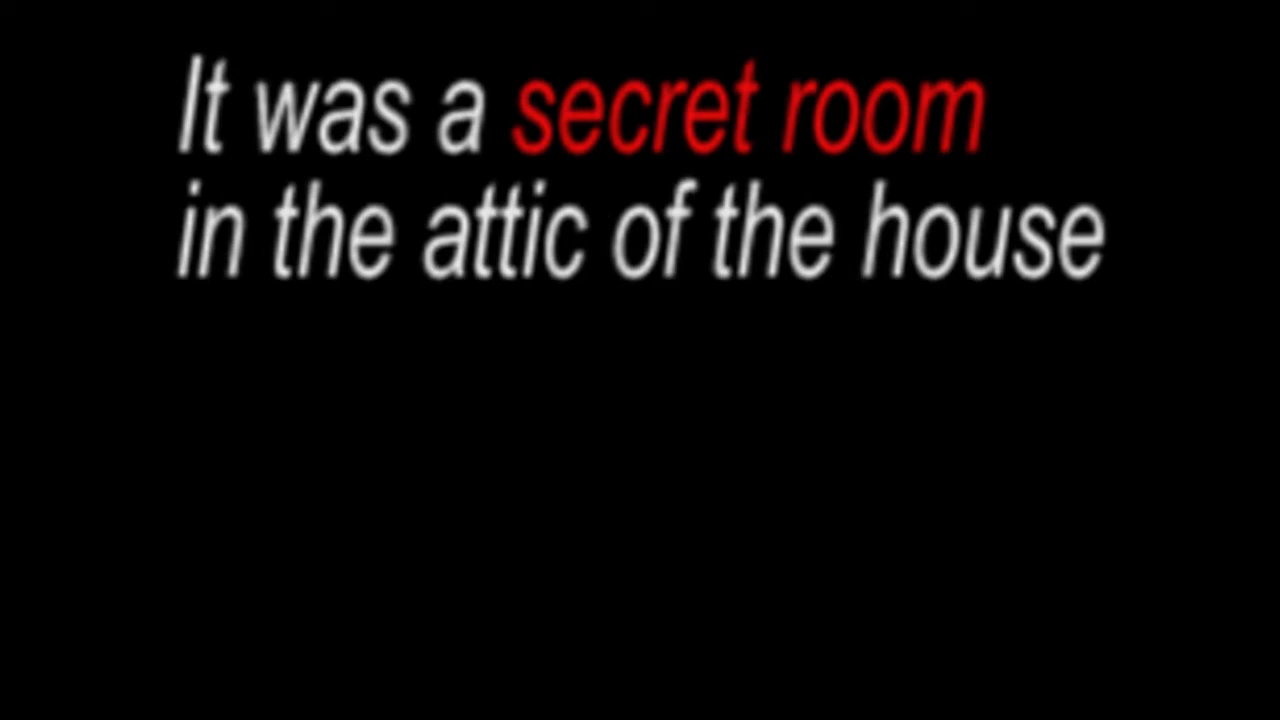 It was a secret room
in the attic of the house